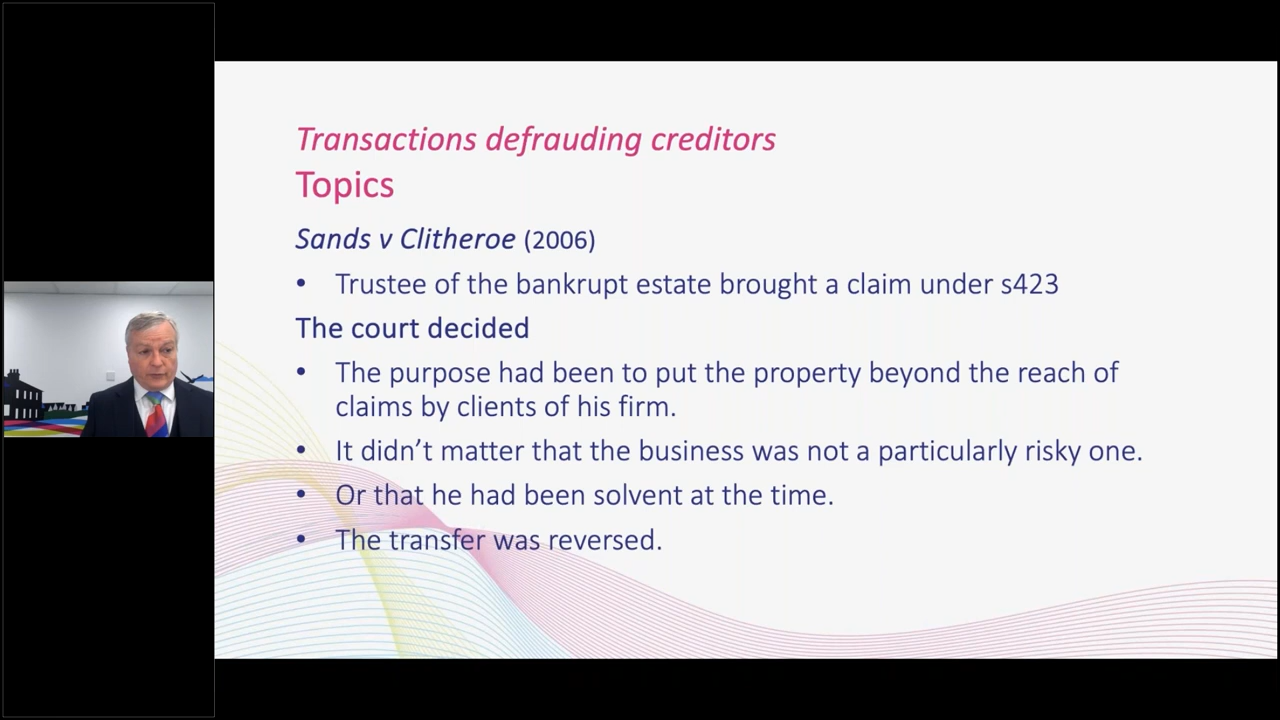 Transactions defrauding creditors
Topics
Sands v Clitheroe (2006)
• Trustee of the bankrupt estate brought a claim under s423
The court decided
• The purpose had been to put the property beyond the reach of
claims by clients of his firm.
• It didn’t matter that the business was not a particularly risky one.
• Or that he had been solvent at the time.
• The transfer was reversed.